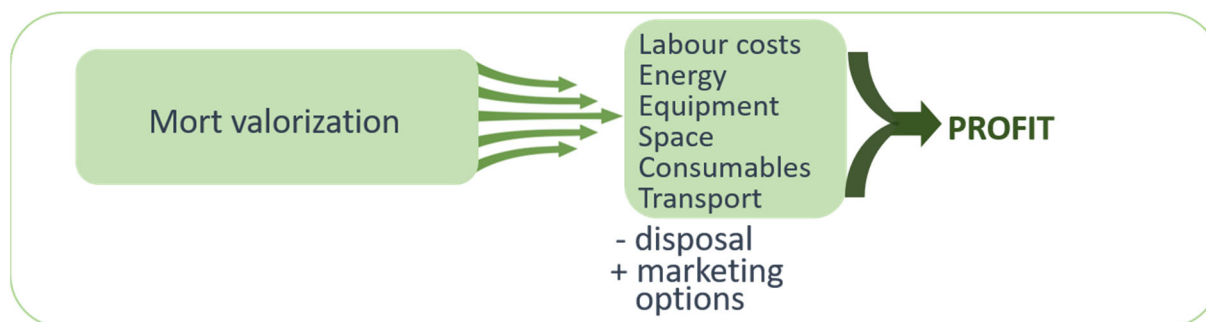 Mort valorization
Labour costs
Energy
Equipment
Space
Consumables
Transport
- disposal
+ marketing
options
PROFIT